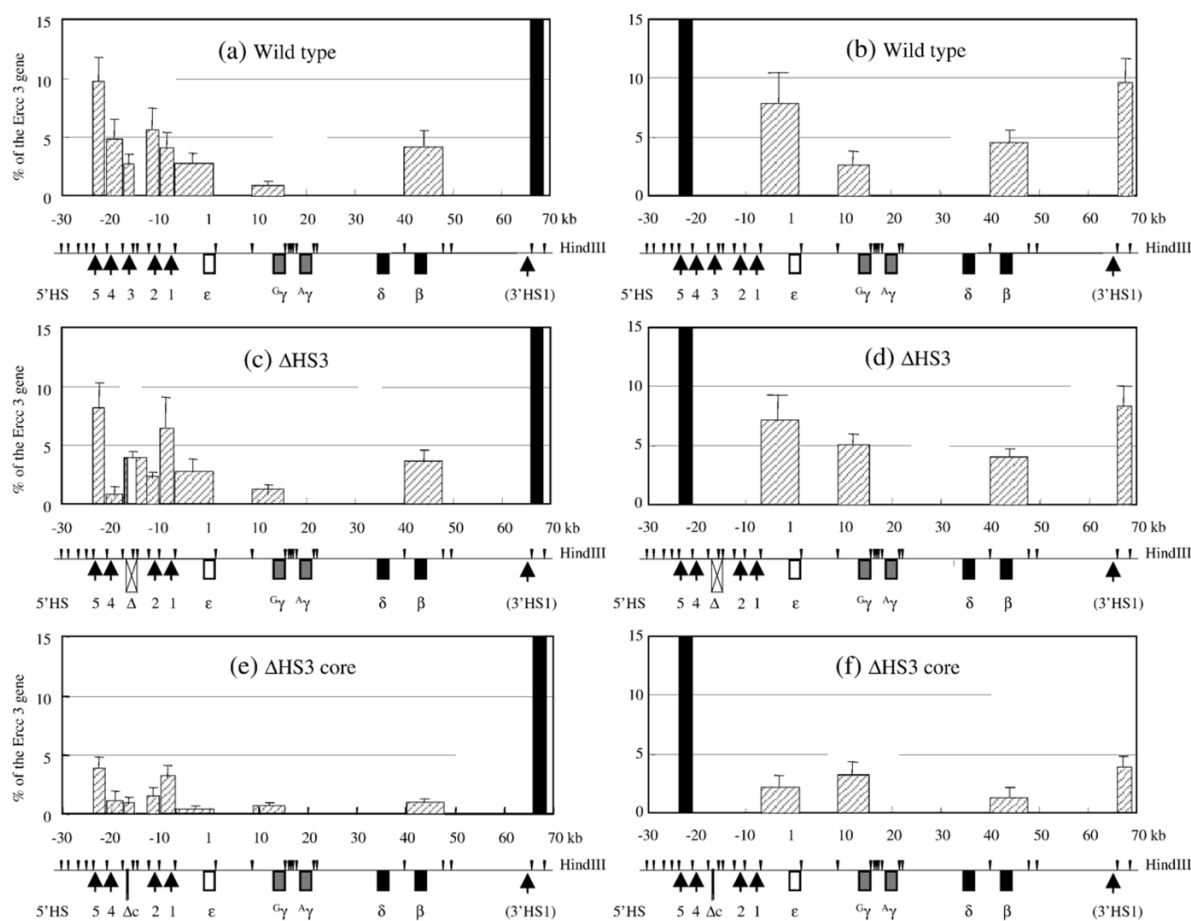 % of the Ercc 3 gene
15
10
5
0
(a) Wild type
-30 -20 -10 1 10 20 30 40 50 60 70 kb
HindIII
5'HS 5 4 3 2 1 ε Gγ Aγ δ β (3'HS1)
15
10
5
0
(b) Wild type
-30 -20 -10 1 10 20 30 40 50 60 70 kb
HindIII
5'HS 5 4 3 2 1 ε Gγ Aγ δ β (3'HS1)
% of the Ercc 3 gene
15
10
5
0
(c) ΔHS3
-30 -20 -10 1 10 20 30 40 50 60 70 kb
HindIII
5'HS 5 4 Δ 2 1 ε Gγ Aγ δ β (3'HS1)
15
10
5
0
(d) ΔHS3
-30 -20 -10 1 10 20 30 40 50 60 70 kb
HindIII
5'HS 5 4 Δ 2 1 ε Gγ Aγ δ β (3'HS1)
% of the Ercc 3 gene
15
10
5
0
(e) ΔHS3 core
-30 -20 -10 1 10 20 30 40 50 60 70 kb
HindIII
5'HS 5 4 Δc 2 1 ε Gγ Aγ δ β (3'HS1)
15
10
5
0
(f) ΔHS3 core
-30 -20 -10 1 10 20 30 40 50 60 70 kb
HindIII
5'HS 5 4 Δc 2 1 ε Gγ Aγ δ β (3'HS1)